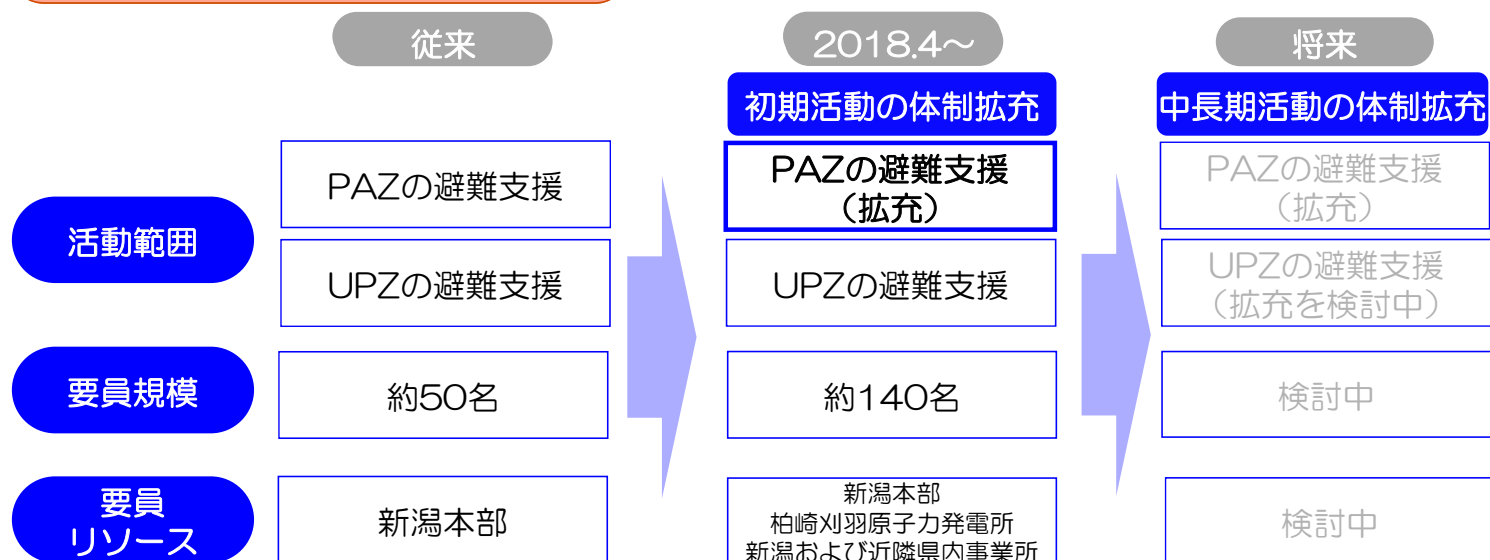 従来
2018.4～
将来
初期活動の体制拡充
中長期活動の体制拡充
活動範囲
PAZの避難支援
PAZの避難支援
（拡充）
PAZの避難支援
（拡充）
UPZの避難支援
UPZの避難支援
UPZの避難支援
（拡充を検討中）
要員規模
約50名
約140名
検討中
要員
リソース
新潟本部
新潟本部
柏崎刈羽原子力発電所
新潟および近隣県内事業所
検討中